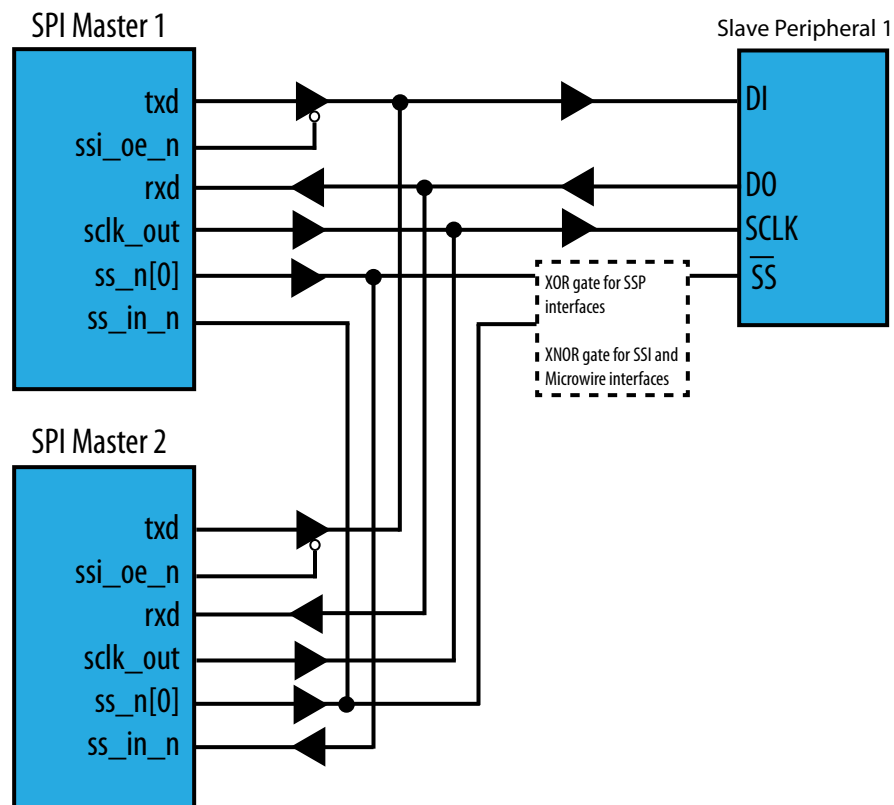 SPI Master 1
Slave Peripheral 1
txd
ssi_oe_n
rxd
sclk_out
ss_n[0]
ss_in_n
DI
DO
SCLK
SS
XOR gate for SSP
interfaces
XNOR gate for SSI and
Microwire interfaces
SPI Master 2
txd
ssi_oe_n
rxd
sclk_out
ss_n[0]
ss_in_n